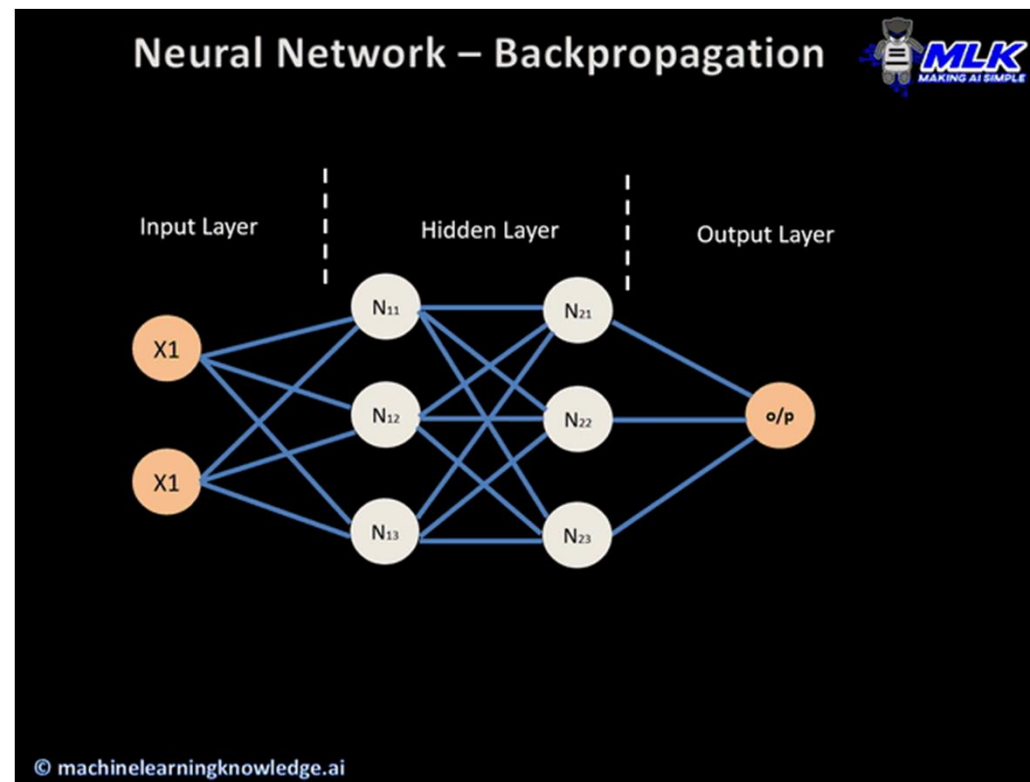 Neural Network – Backpropagation
MLK
MAKING AI SIMPLE
Input Layer
Hidden Layer
Output Layer
N11
N21
X1
N12
N22
o/p
X1
N13
N23
© machinelearningknowledge.ai